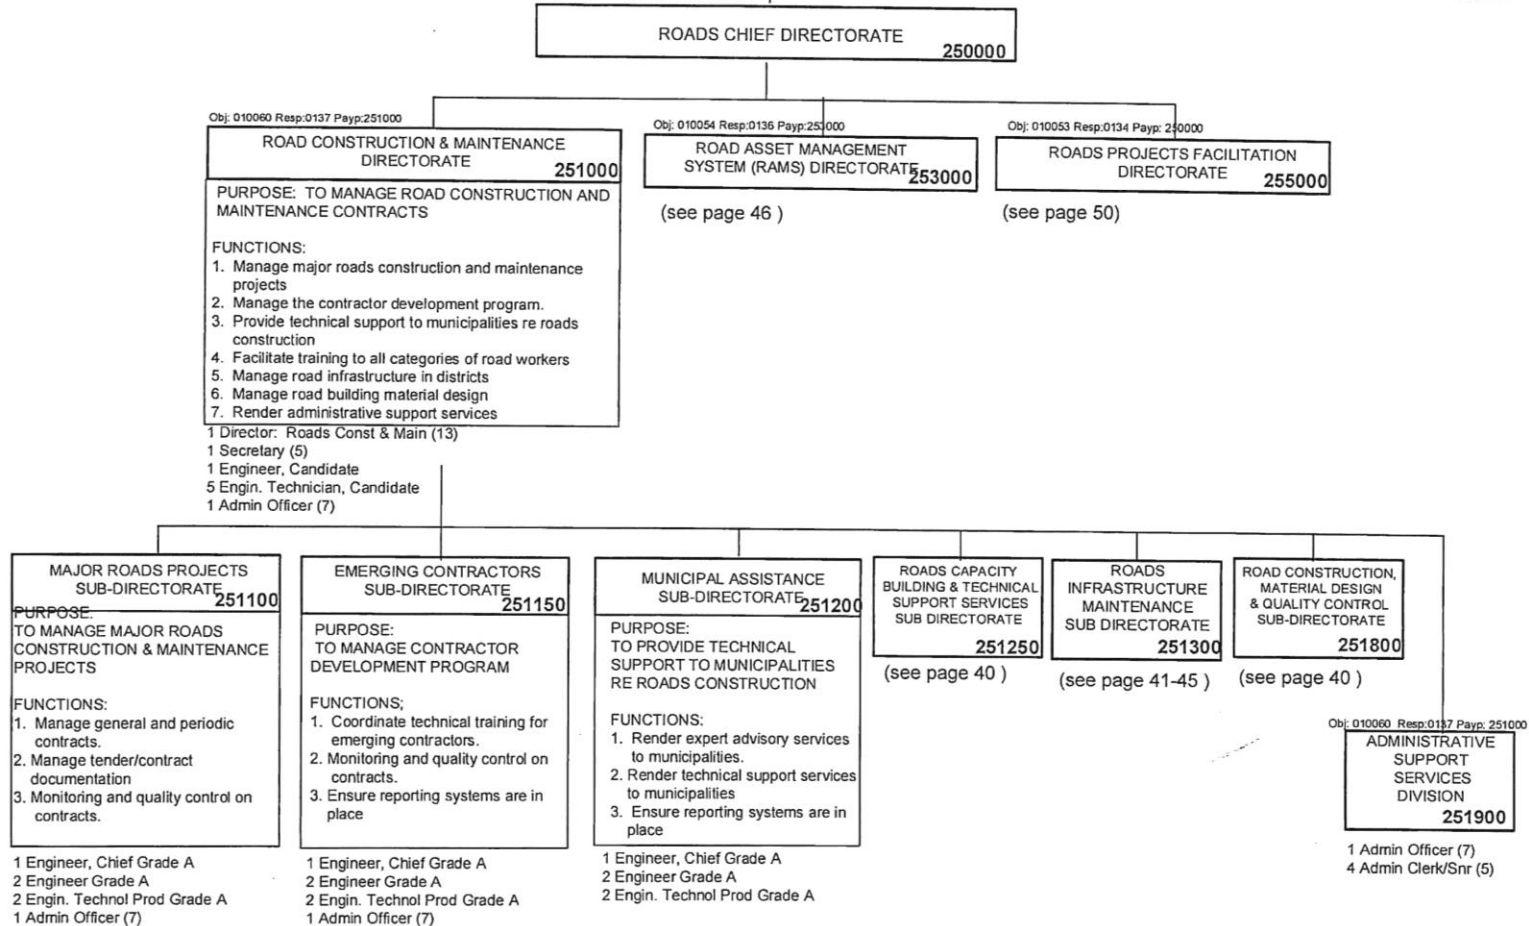 ROADS CHIEF DIRECTORATE
250000
Obj: 010060 Resp:0137 Payp:251000
ROAD CONSTRUCTION & MAINTENANCE
DIRECTORATE
251000
PURPOSE: TO MANAGE ROAD CONSTRUCTION AND
MAINTENANCE CONTRACTS
FUNCTIONS:
1. Manage major roads construction and maintenance
projects
2. Manage the contractor development program.
3. Provide technical support to municipalities re roads
construction
4. Facilitate training to all categories of road workers
5. Manage road infrastructure in districts
6. Manage road building material design
7. Render administrative support services
1 Director: Roads Const & Main (13)
1 Secretary (5)
1 Engineer, Candidate
5 Engin. Technician, Candidate
1 Admin Officer (7)
Obj: 010054 Resp:0136 Payp:253000
ROAD ASSET MANAGEMENT
SYSTEM (RAMS) DIRECTORATE
253000
(see page 46 )
Obj: 010053 Resp:0134 Payp: 250000
ROADS PROJECTS FACILITATION
DIRECTORATE
255000
(see page 50)
MAJOR ROADS PROJECTS
SUB-DIRECTORATE
251100
PURPOSE:
TO MANAGE MAJOR ROADS
CONSTRUCTION & MAINTENANCE
PROJECTS
FUNCTIONS:
1. Manage general and periodic
contracts.
2. Manage tender/contract
documentation
3. Monitoring and quality control on
contracts.
1 Engineer, Chief Grade A
2 Engineer Grade A
2 Engin. Technol Prod Grade A
1 Admin Officer (7)
EMERGING CONTRACTORS
SUB-DIRECTORATE
251150
PURPOSE:
TO MANAGE CONTRACTOR
DEVELOPMENT PROGRAM
FUNCTIONS;
1. Coordinate technical training for
emerging contractors.
2. Monitoring and quality control on
contracts.
3. Ensure reporting systems are in
place
1 Engineer, Chief Grade A
2 Engineer Grade A
2 Engin. Technol Prod Grade A
1 Admin Officer (7)
MUNICIPAL ASSISTANCE
SUB-DIRECTORATE
251200
PURPOSE:
TO PROVIDE TECHNICAL
SUPPORT TO MUNICIPALITIES
RE ROADS CONSTRUCTION
FUNCTIONS:
1. Render expert advisory services
to municipalities.
2. Render technical support services
to municipalities
3. Ensure reporting systems are in
place
1 Engineer, Chief Grade A
2 Engineer Grade A
2 Engin. Technol Prod Grade A
ROADS CAPACITY
BUILDING & TECHNICAL
SUPPORT SERVICES
SUB DIRECTORATE
251250
(see page 40 )
ROADS
INFRASTRUCTURE
MAINTENANCE
SUB DIRECTORATE
251300
(see page 41-45 )
ROAD CONSTRUCTION,
MATERIAL DESIGN
& QUALITY CONTROL
SUB-DIRECTORATE
251800
(see page 40 )
Obj: 010060 Resp:0137 Payp: 251000
ADMINISTRATIVE
SUPPORT
SERVICES
DIVISION
251900
1 Admin Officer (7)
4 Admin Clerk/Snr (5)